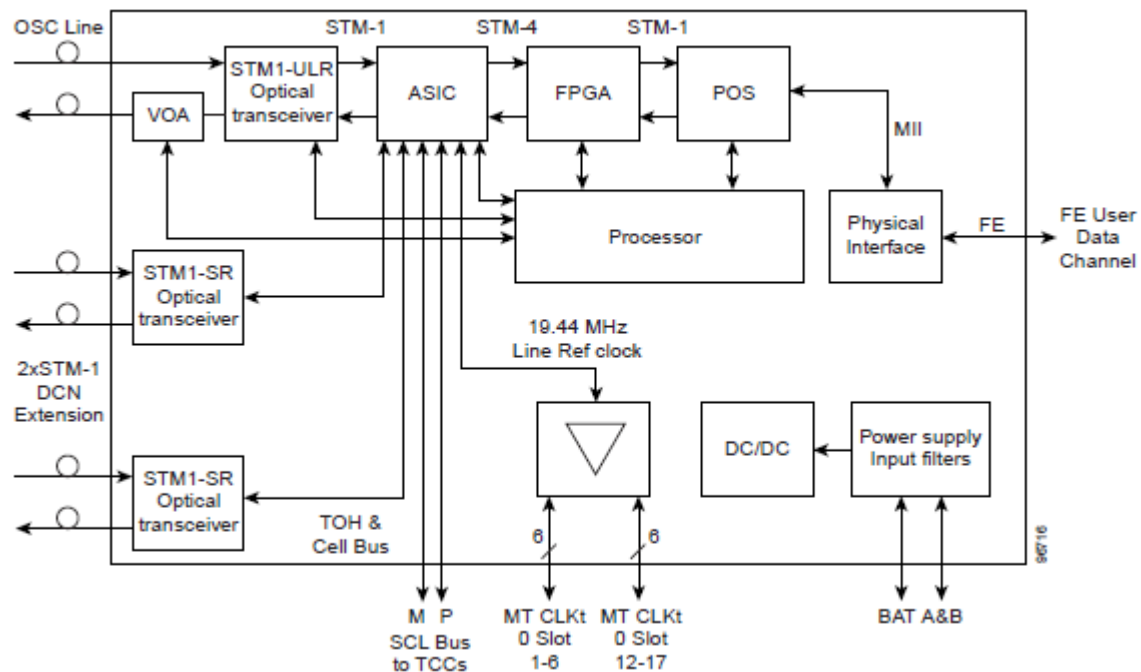 OSC Line
STM-1
STM-4
STM-1
STM1-ULR
Optical
transceiver
ASIC
FPGA
POS
VOA
MII
Processor
Physical
Interface
FE
FE User
Data
Channel
STM1-SR
Optical
transceiver
19.44 MHz
Line Ref clock
2xSTM-1
DCN
Extension
DC/DC
Power supply
Input filters
STM1-SR
Optical
transceiver
TOH &
Cell Bus
6
6
96716
M P
SCL Bus
to TCCs
MT CLKt
0 Slot
1-6
MT CLKt
0 Slot
12-17
BAT A&B